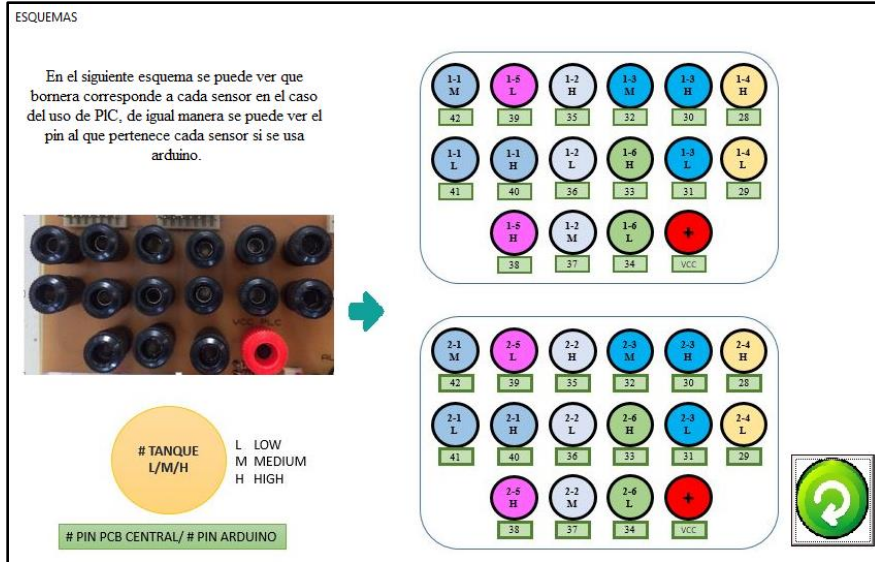 ESQUEMAS
En el siguiente esquema se puede ver que
bornera corresponde a cada sensor en el caso
del uso de PlC, de igual manera se puede ver el
pin al que pertenece cada sensor si se usa
arduino.
VCC PLC
# TANQUE
L/M/H
L LOW
M MEDIUM
H HIGH
# PIN PCB CENTRAL/ # PIN ARDUINO
1-1 1-5 1-2 1-3 1-3 1-4
M L H M H H
42 39 35 32 30 28
1-1 1-1 1-2 1-6 1-3 1-4
L H L H L L
41 40 36 33 31 29
1-5 1-2 1-6 +
H M L
38 37 34 VCC
2-1 2-5 2-2 2-3 2-3 2-4
M L H M H H
42 39 35 32 30 28
2-1 2-1 2-2 2-6 2-3 2-4
L H L H L L
41 40 36 33 31 29
2-5 2-2 2-6 +
H M L
38 37 34 VCC